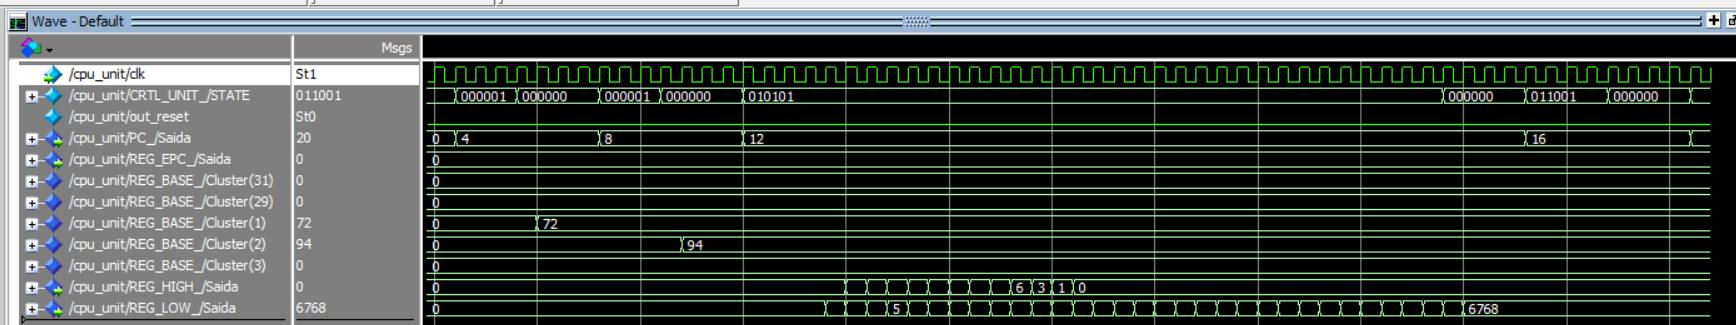 Wave - Default
Msgs
/cpu_unit/clk St1
/cpu_unit/CRTL_UNIT_/STATE 011001 000001 000000 000001 000000 010101 000000 011001 000000
/cpu_unit/out_reset St0
/cpu_unit/PC_/Saida 20 0 4 8 12 16
/cpu_unit/REG_EPC_/Saida 0 0
/cpu_unit/REG_BASE_/Cluster(31) 0 0
/cpu_unit/REG_BASE_/Cluster(29) 0 0
/cpu_unit/REG_BASE_/Cluster(1) 72 0 72
/cpu_unit/REG_BASE_/Cluster(2) 94 0 94
/cpu_unit/REG_BASE_/Cluster(3) 0 0
/cpu_unit/REG_HIGH_/Saida 0 0 6 3 1 0
/cpu_unit/REG_LOW_/Saida 6768 0 5 6768